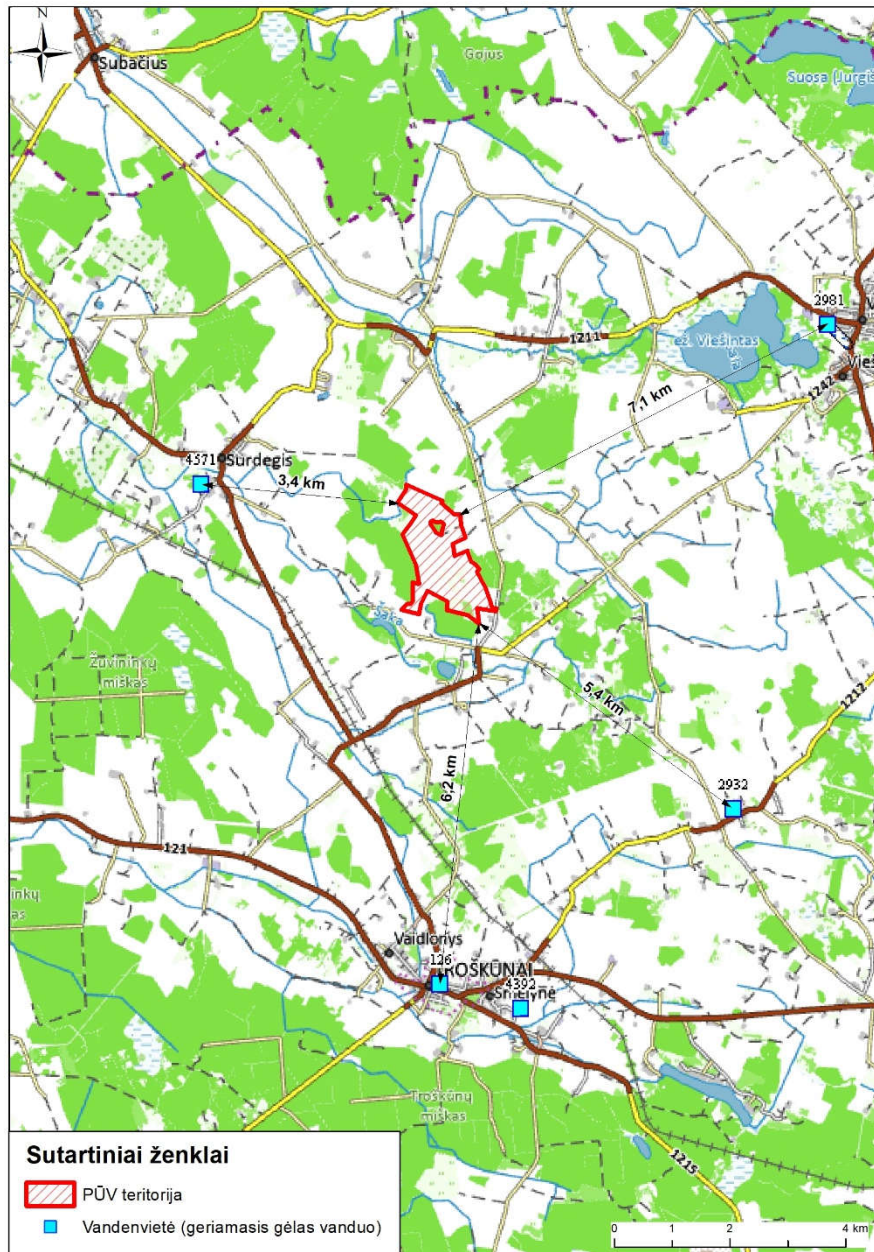 N
Subačius
Gojus
Suosa (Jurgis
2981
1211
ež. Viešintas
1242
7,1 km
4571
Surdegis
3,4 km
Šaka
Žuvininkų
miškas
5,4 km
1212
6,2 km
2932
121
Vaidlonys
126
TROŠKŪNAI
4392
Smėlynė
Troškūnų
miškas
1215
Sutartiniai ženklai
PŪV teritorija
Vandenvietė (geriamasis gėlas vanduo)
0 1 2 4 km